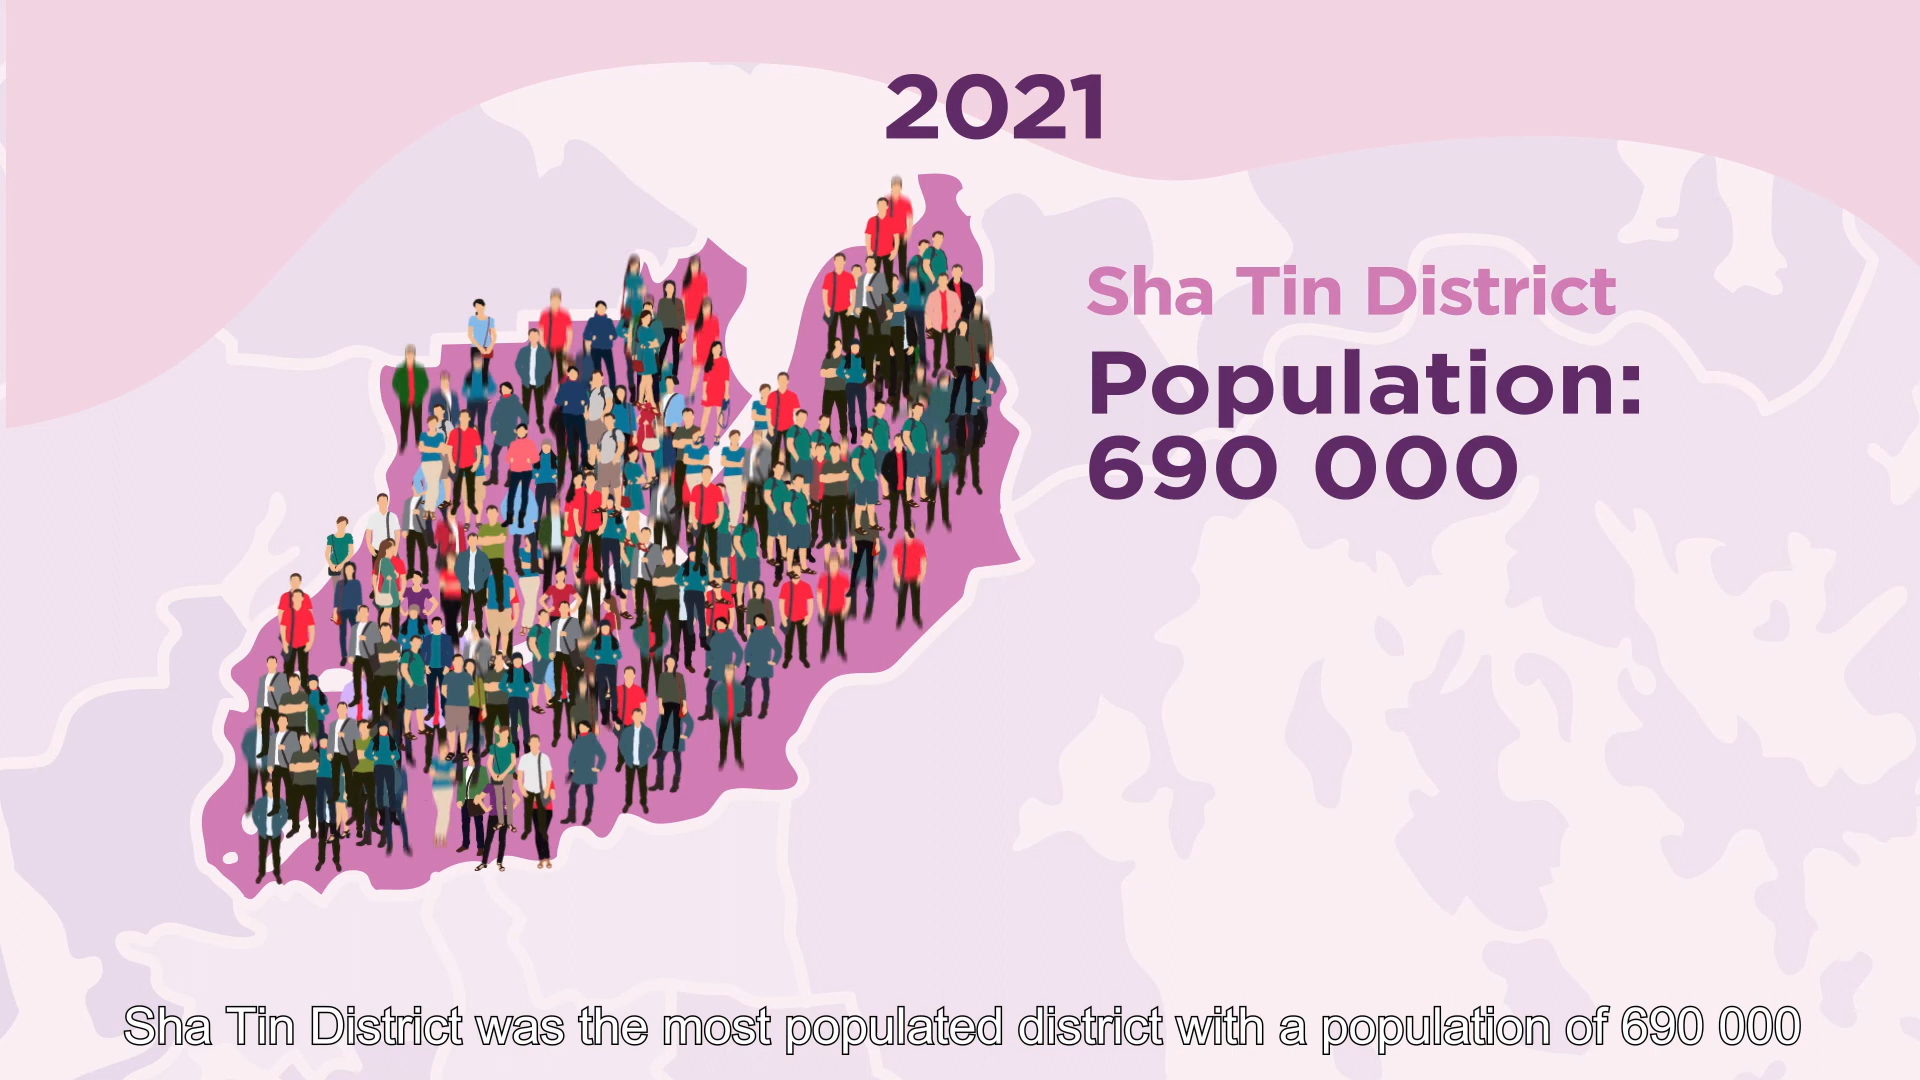 2021
Sha Tin District
Population:
690 000
Sha Tin District was the most populated district with a population of 690 000